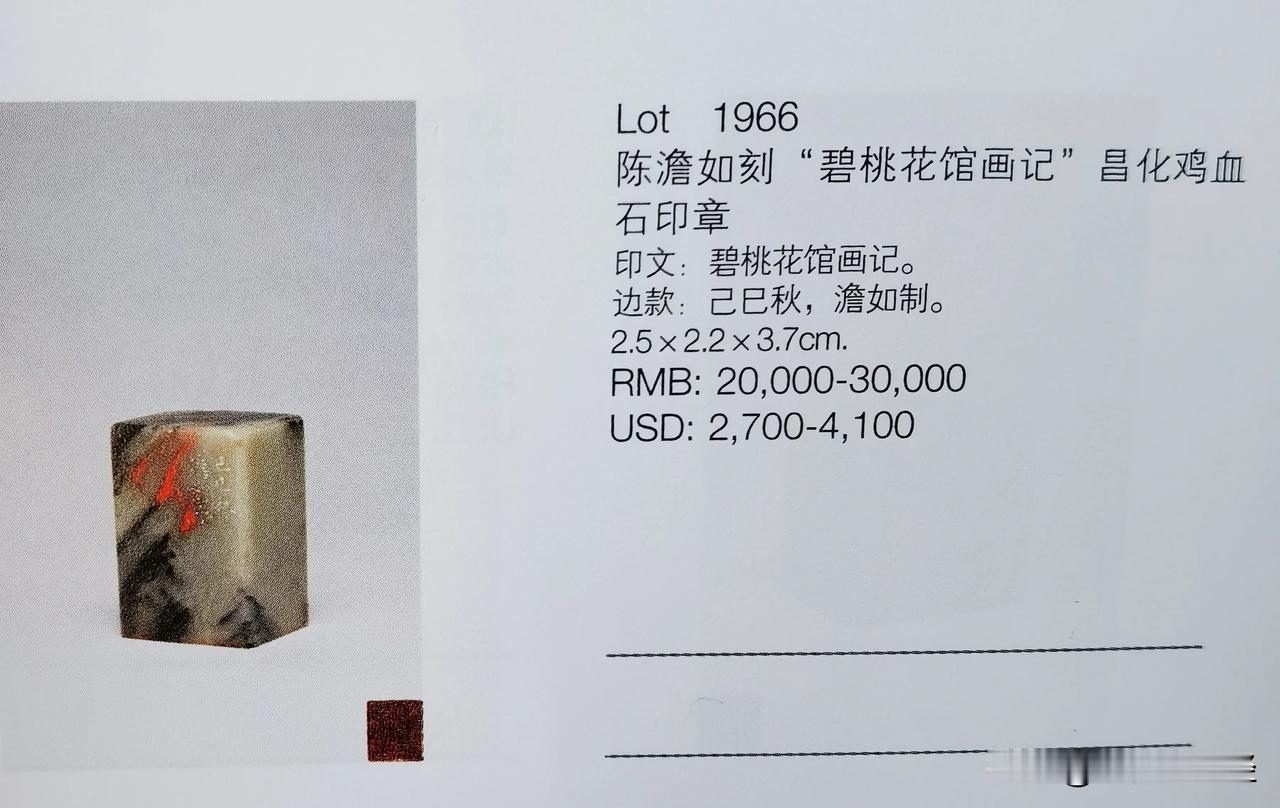 Lot 1966
陈澹如刻“碧桃花馆画记”昌化鸡血
石印章
印文：碧桃花馆画记。
边款：己巳秋，澹如制。
2.5×2.2×3.7cm.
RMB: 20,000-30,000
USD: 2,700-4,100